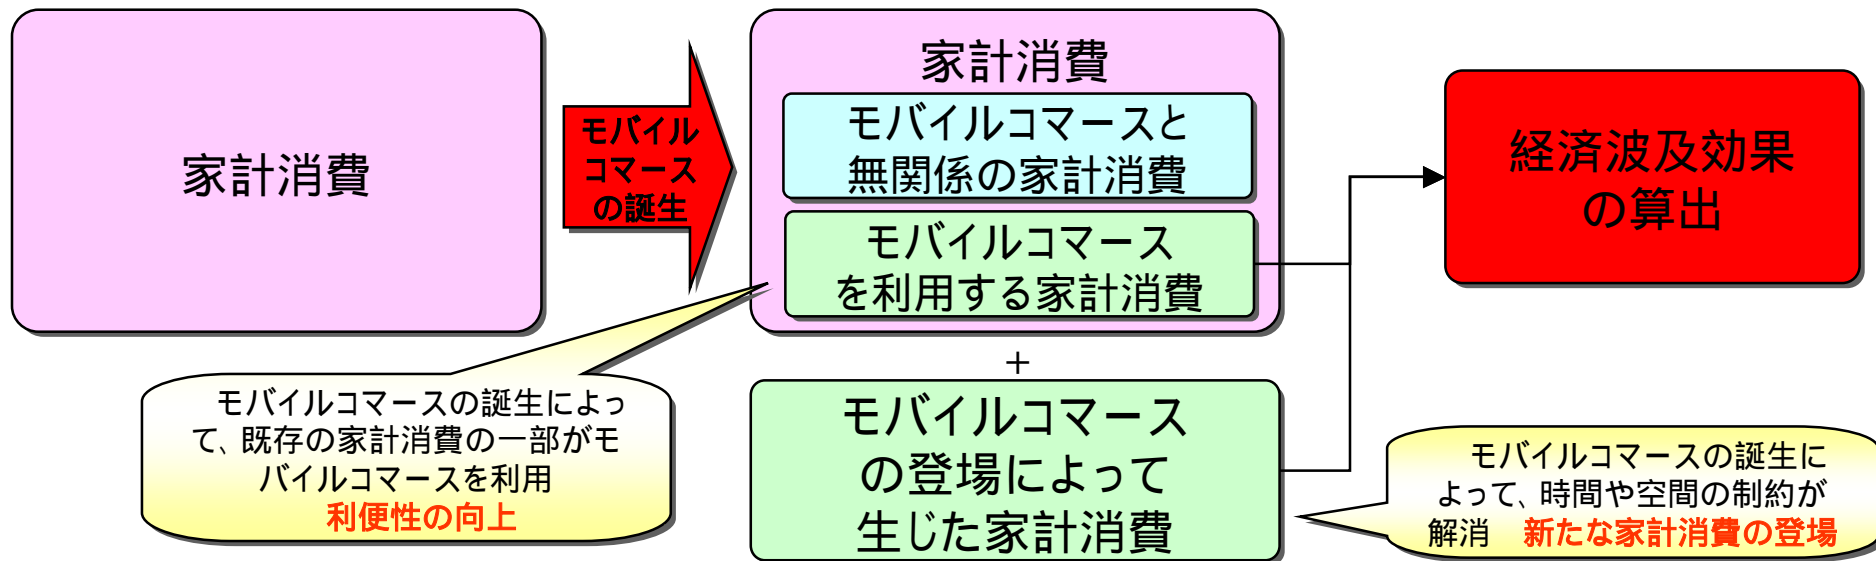 家計消費
モバイル
コマース
の誕生
家計消費
モバイルコマースと
無関係の家計消費
モバイルコマース
を利用する家計消費
+
モバイルコマース
の登場によって
生じた家計消費
経済波及効果
の算出
モバイルコマースの誕生によっ
て、既存の家計消費の一部がモ
バイルコマースを利用
利便性の向上
モバイルコマースの誕生に
よって、時間や空間の制約が
解消 新たな家計消費の登場